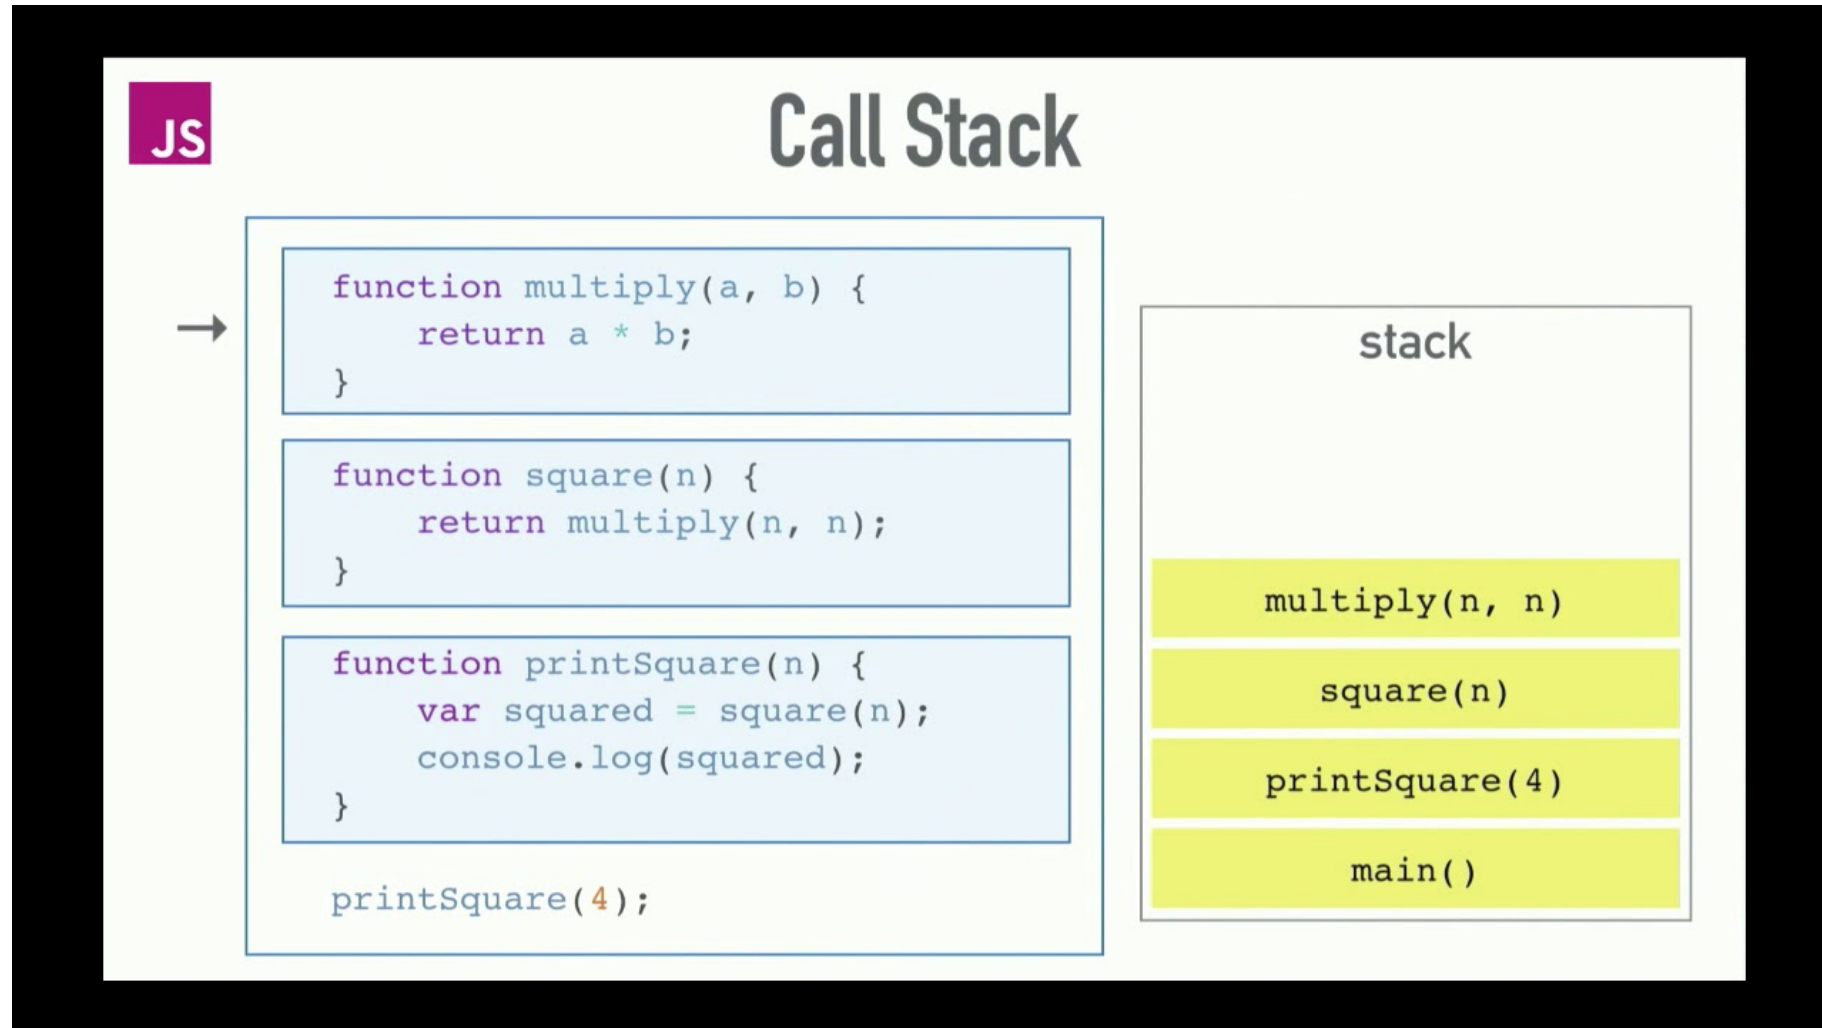 JS
Call Stack
function multiply(a, b) {
    return a * b;
}
function square(n) {
    return multiply(n, n);
}
function printSquare(n) {
    var squared = square(n);
    console.log(squared);
}
printSquare(4);
stack
multiply(n, n)
square(n)
printSquare(4)
main()